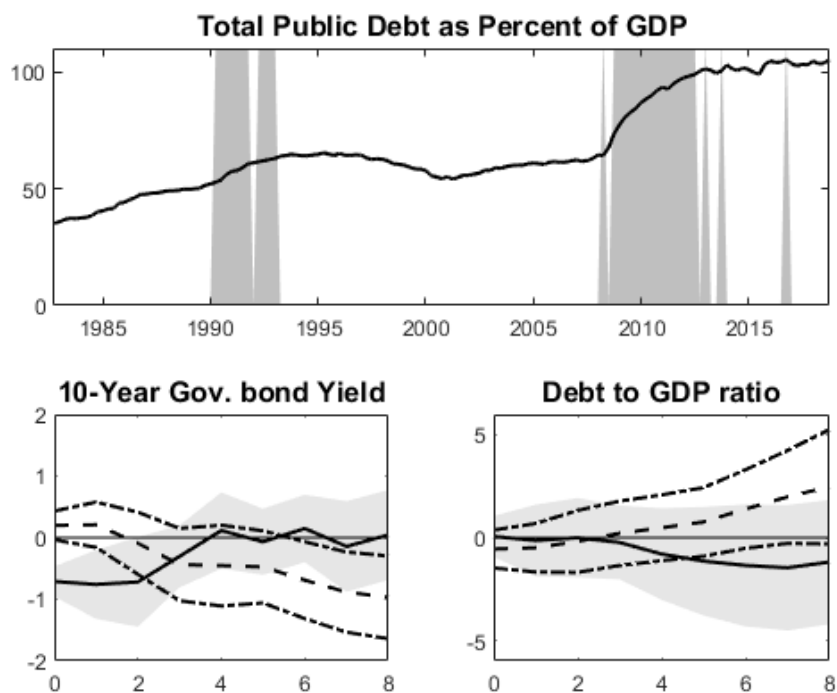 Total Public Debt as Percent of GDP
100
50
0
1985 1990 1995 2000 2005 2010 2015
10-Year Gov. bond Yield
2
1
0
-1
-2
0 2 4 6 8
Debt to GDP ratio
5
0
-5
0 2 4 6 8